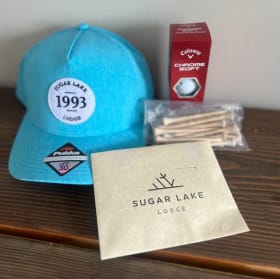 SUGAR LAKE
1993
LODGE
Callaway
CHROME
SOFT
SUGAR LAKE
LODGE